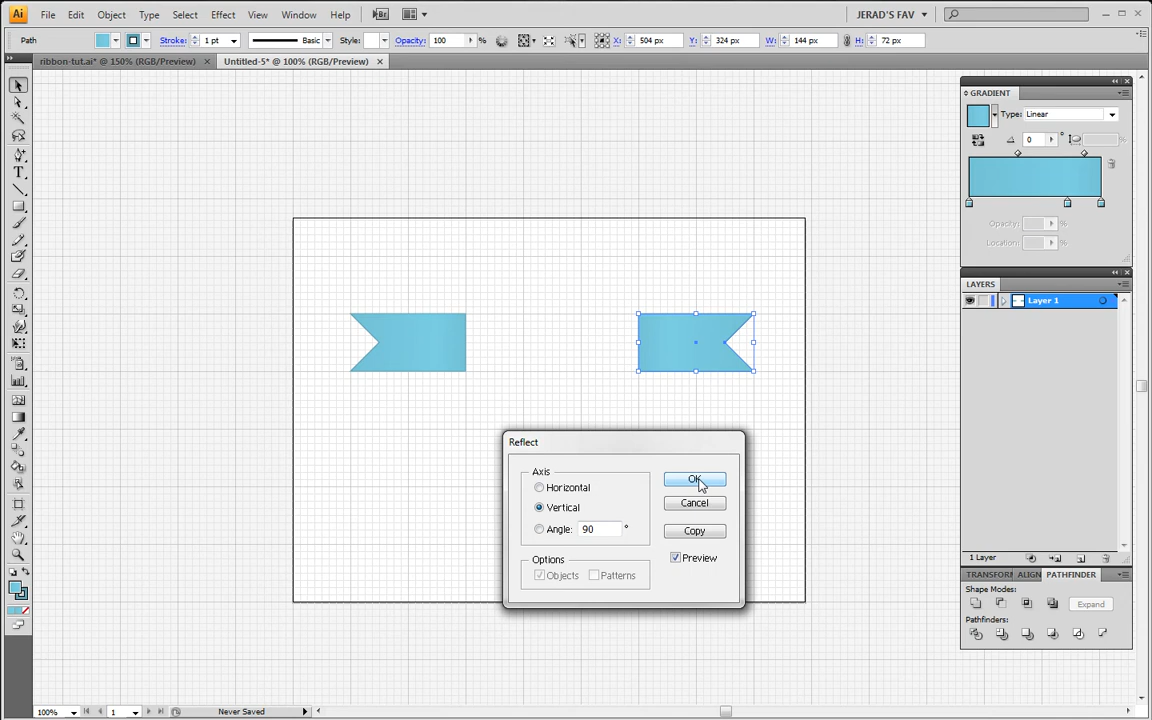 Ai File Edit Object Type Select Effect View Window Help Br JERAD'S FAV
Path Stroke: 1 pt Basic Style: Opacity: 100 % X: 504 px Y: 324 px W: 144 px H: 72 px
ribbon-tut.ai* @ 150% (RGB/Preview) × Untitled-5* @ 100% (RGB/Preview) ×
GRADIENT
Type: Linear
0 °
%
Opacity: %
Location: %
LAYERS
Layer 1
1 Layer
TRANSFORM ALIGN PATHFINDER
Shape Modes:
Expand
Pathfinders:
Reflect
Axis
Horizontal
Vertical
Angle: 90 °
Options
Objects Patterns
OK
Cancel
Copy
Preview
100% 1 Never Saved